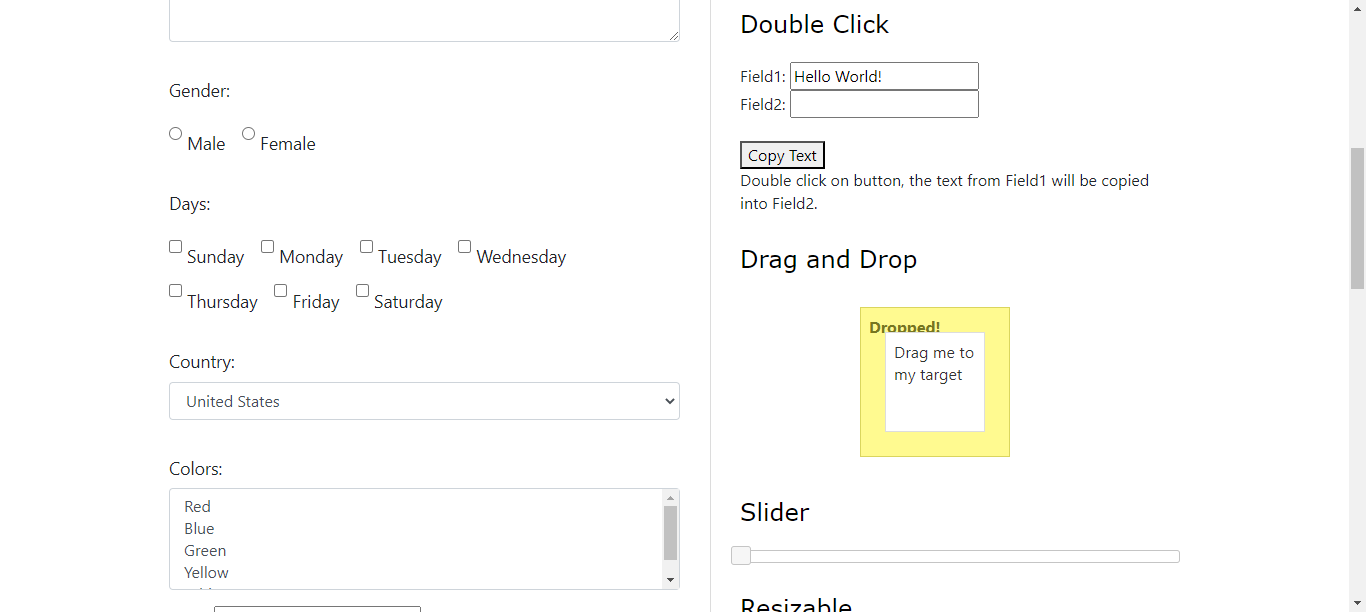 Gender:
Male Female
Days:
Sunday Monday Tuesday Wednesday
Thursday Friday Saturday
Country:
United States
Colors:
Red
Blue
Green
Yellow
Double Click
Field1: Hello World!
Field2:
Copy Text
Double click on button, the text from Field1 will be copied
into Field2.
Drag and Drop
Dropped!
Drag me to
my target
Slider
Resizable